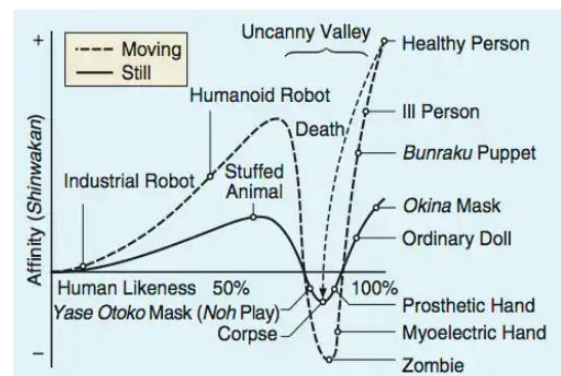 +
Moving
Still
Uncanny Valley
Healthy Person
Humanoid Robot
Ill Person
Death
Bunraku Puppet
Industrial Robot
Stuffed
Animal
Okina Mask
Ordinary Doll
Affinity (Shinwakan)
Human Likeness 50% 100%
Yase Otoko Mask (Noh Play)
Prosthetic Hand
Corpse
Myoelectric Hand
–
Zombie